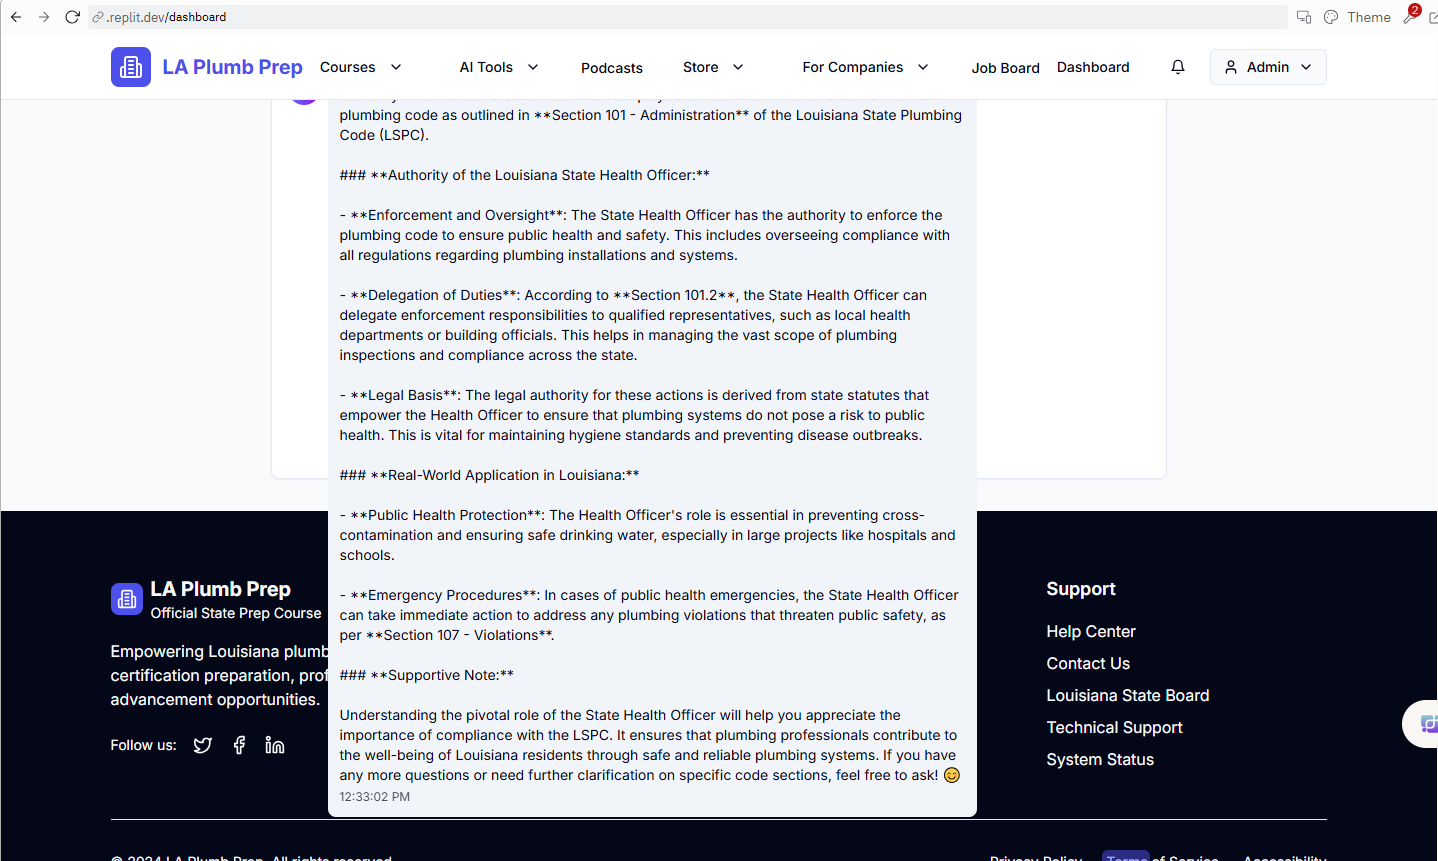 .replit.dev/dashboard
Theme
2
LA Plumb Prep
Courses
AI Tools
Podcasts
Store
For Companies
Job Board
Dashboard
Admin
plumbing code as outlined in **Section 101 - Administration** of the Louisiana State Plumbing
Code (LSPC).
### **Authority of the Louisiana State Health Officer:**
- **Enforcement and Oversight**: The State Health Officer has the authority to enforce the
plumbing code to ensure public health and safety. This includes overseeing compliance with
all regulations regarding plumbing installations and systems.
- **Delegation of Duties**: According to **Section 101.2**, the State Health Officer can
delegate enforcement responsibilities to qualified representatives, such as local health
departments or building officials. This helps in managing the vast scope of plumbing
inspections and compliance across the state.
- **Legal Basis**: The legal authority for these actions is derived from state statutes that
empower the Health Officer to ensure that plumbing systems do not pose a risk to public
health. This is vital for maintaining hygiene standards and preventing disease outbreaks.
### **Real-World Application in Louisiana:**
- **Public Health Protection**: The Health Officer's role is essential in preventing cross-
contamination and ensuring safe drinking water, especially in large projects like hospitals and
schools.
- **Emergency Procedures**: In cases of public health emergencies, the State Health Officer
can take immediate action to address any plumbing violations that threaten public safety, as
per **Section 107 - Violations**.
### **Supportive Note:**
Understanding the pivotal role of the State Health Officer will help you appreciate the
importance of compliance with the LSPC. It ensures that plumbing professionals contribute to
the well-being of Louisiana residents through safe and reliable plumbing systems. If you have
any more questions or need further clarification on specific code sections, feel free to ask! 😊
12:33:02 PM
LA Plumb Prep
Official State Prep Course
Empowering Louisiana plumb
certification preparation, prof
advancement opportunities.
Follow us:
Support
Help Center
Contact Us
Louisiana State Board
Technical Support
System Status
© 2024 LA Plumb Prep. All rights reserved.
Privacy Policy
Terms of Service
Accessibility